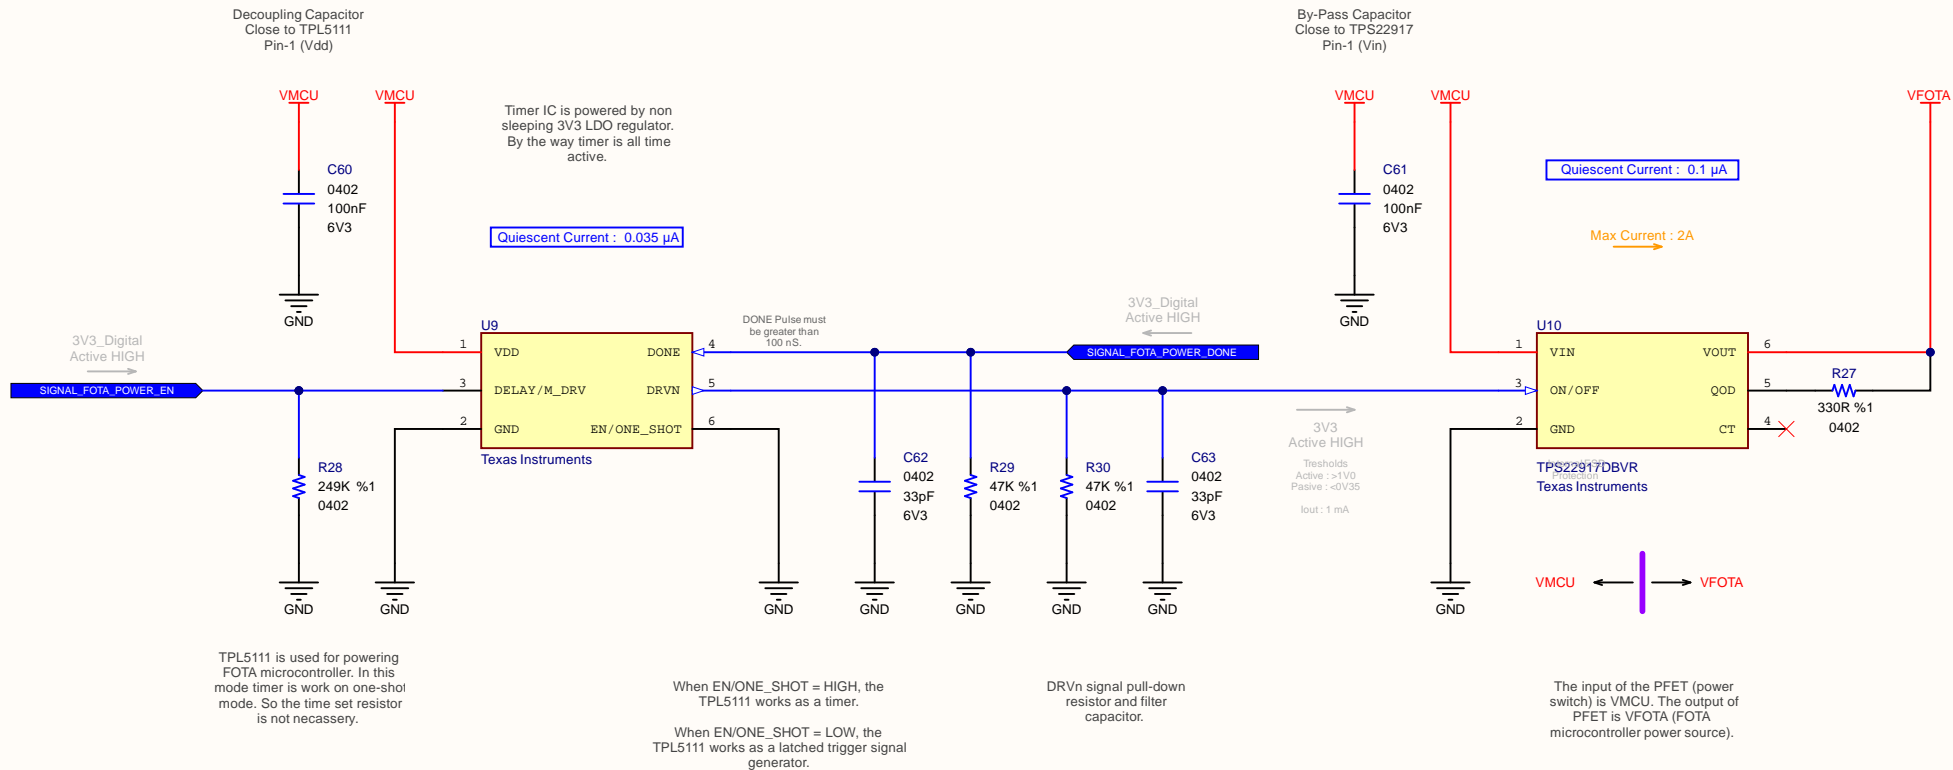 Decoupling Capacitor
Close to TPL5111
Pin-1 (Vdd)
By-Pass Capacitor
Close to TPS22917
Pin-1 (Vin)
VMCU
VMCU
VMCU
VMCU
VFOTA
Timer IC is powered by non
sleeping 3V3 LDO regulator.
By the way timer is all time
active.
C60
0402
100nF
6V3
C61
0402
100nF
6V3
Quiescent Current : 0.1 µA
Quiescent Current : 0.035 µA
Max Current : 2A
GND
GND
3V3_Digital
Active HIGH
SIGNAL_FOTA_POWER_EN
U9
1
VDD
3
DELAY/M_DRV
2
GND
DONE
4
DRVN
5
EN/ONE_SHOT
6
Texas Instruments
DONE Pulse must
be greater than
100 nS.
3V3_Digital
Active HIGH
SIGNAL_FOTA_POWER_DONE
U10
1
VIN
3
ON/OFF
2
GND
VOUT
6
QOD
5
CT
4
TPS22917DBVR
Texas Instruments
Protection
R27
330R %1
0402
3V3
Active HIGH
Tresholds
Active : >1V0
Pasive : <0V35
Iout : 1 mA
R28
249K %1
0402
C62
0402
33pF
6V3
R29
47K %1
0402
R30
47K %1
0402
C63
0402
33pF
6V3
GND
GND
GND
GND
GND
GND
GND
GND
VMCU
VFOTA
TPL5111 is used for powering
FOTA microcontroller. In this
mode timer is work on one-shot
mode. So the time set resistor
is not necassery.
When EN/ONE_SHOT = HIGH, the
TPL5111 works as a timer.
When EN/ONE_SHOT = LOW, the
TPL5111 works as a latched trigger signal
generator.
DRVn signal pull-down
resistor and filter
capacitor.
The input of the PFET (power
switch) is VMCU. The output of
PFET is VFOTA (FOTA
microcontroller power source).